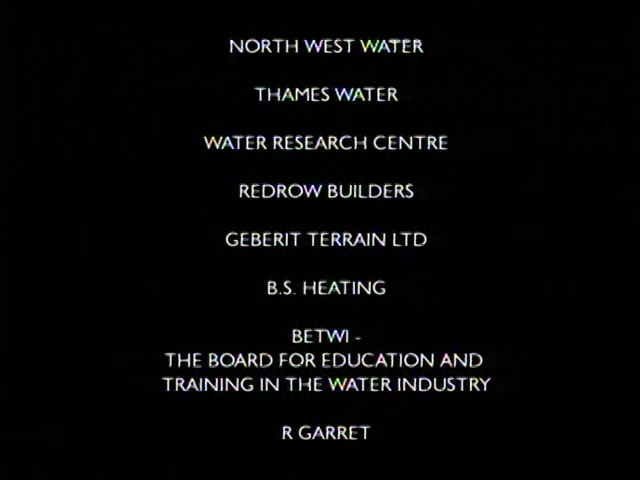 NORTH WEST WATER
THAMES WATER
WATER RESEARCH CENTRE
REDROW BUILDERS
GEBERIT TERRAIN LTD
B.S. HEATING
BETWI -
THE BOARD FOR EDUCATION AND
TRAINING IN THE WATER INDUSTRY
R GARRET